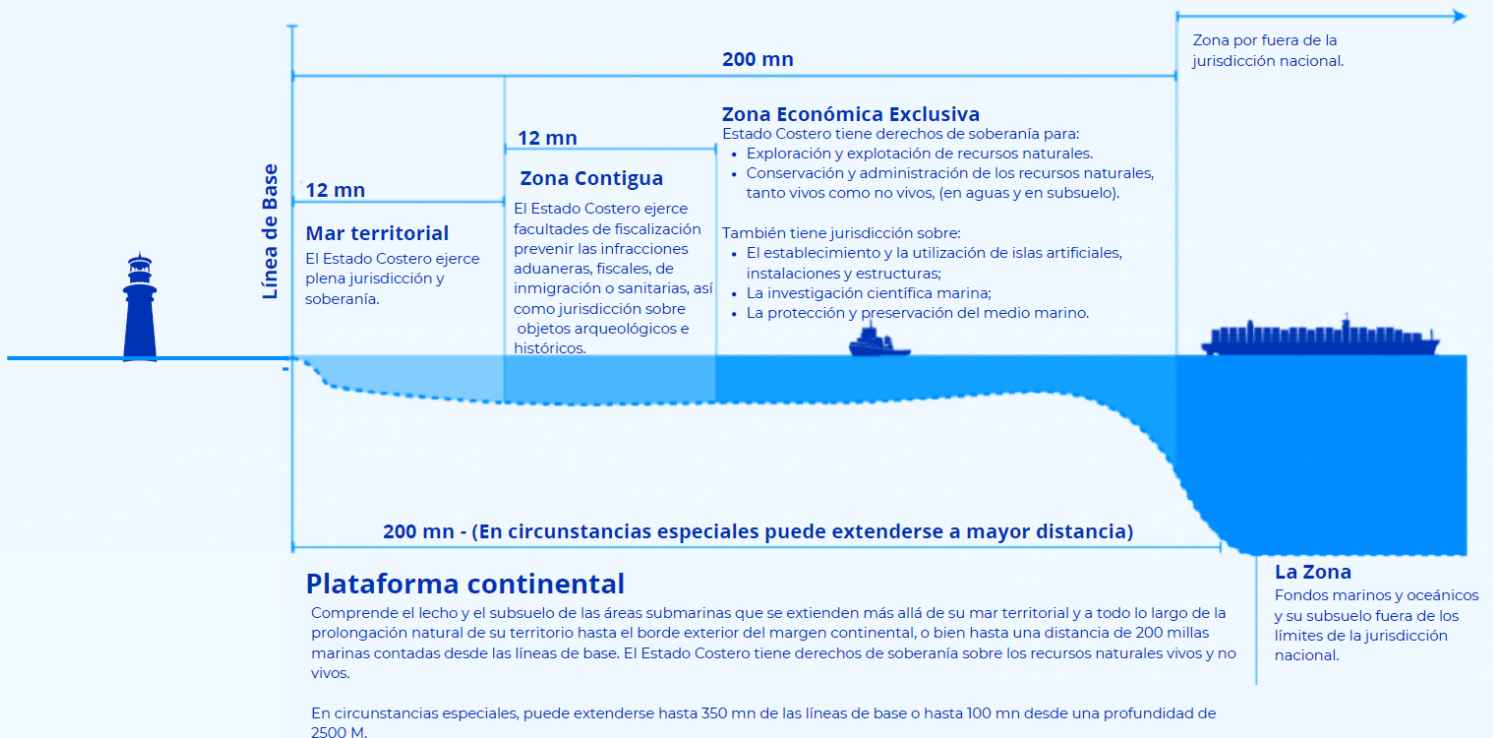 Zona por fuera de la
jurisdicción nacional.
200 mn
Zona Económica Exclusiva
Estado Costero tiene derechos de soberanía para:
• Exploración y explotación de recursos naturales.
• Conservación y administración de los recursos naturales,
tanto vivos como no vivos, (en aguas y en subsuelo).
También tiene jurisdicción sobre:
• El establecimiento y la utilización de islas artificiales,
instalaciones y estructuras;
• La investigación científica marina;
• La protección y preservación del medio marino.
12 mn
Zona Contigua
El Estado Costero ejerce
facultades de fiscalización
prevenir las infracciones
aduaneras, fiscales, de
inmigración o sanitarias, así
como jurisdicción sobre
objetos arqueológicos e
históricos.
12 mn
Mar territorial
El Estado Costero ejerce
plena jurisdicción y
soberanía.
Línea de Base
200 mn - (En circunstancias especiales puede extenderse a mayor distancia)
Plataforma continental
Comprende el lecho y el subsuelo de las áreas submarinas que se extienden más allá de su mar territorial y a todo lo largo de la
prolongación natural de su territorio hasta el borde exterior del margen continental, o bien hasta una distancia de 200 millas
marinas contadas desde las líneas de base. El Estado Costero tiene derechos de soberanía sobre los recursos naturales vivos y no
vivos.
En circunstancias especiales, puede extenderse hasta 350 mn de las líneas de base o hasta 100 mn desde una profundidad de
2500 M.
La Zona
Fondos marinos y oceánicos
y su subsuelo fuera de los
límites de la jurisdicción
nacional.